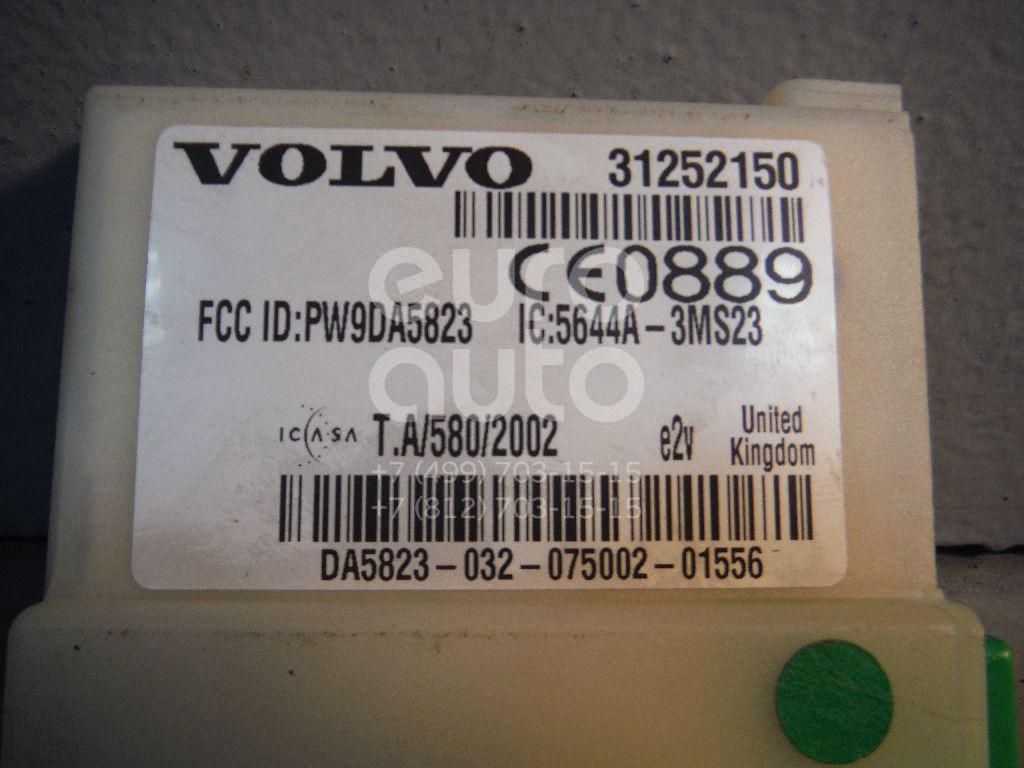 VOLVO 31252150
CE0889
FCC ID:PW9DA5823 IC:5644A-3MS23
ICASA T.A/580/2002 e2v United Kingdom
DA5823-032-075002-01556
euro
auto
+7 (499) 703-15-15
+7 (812) 703-15-15